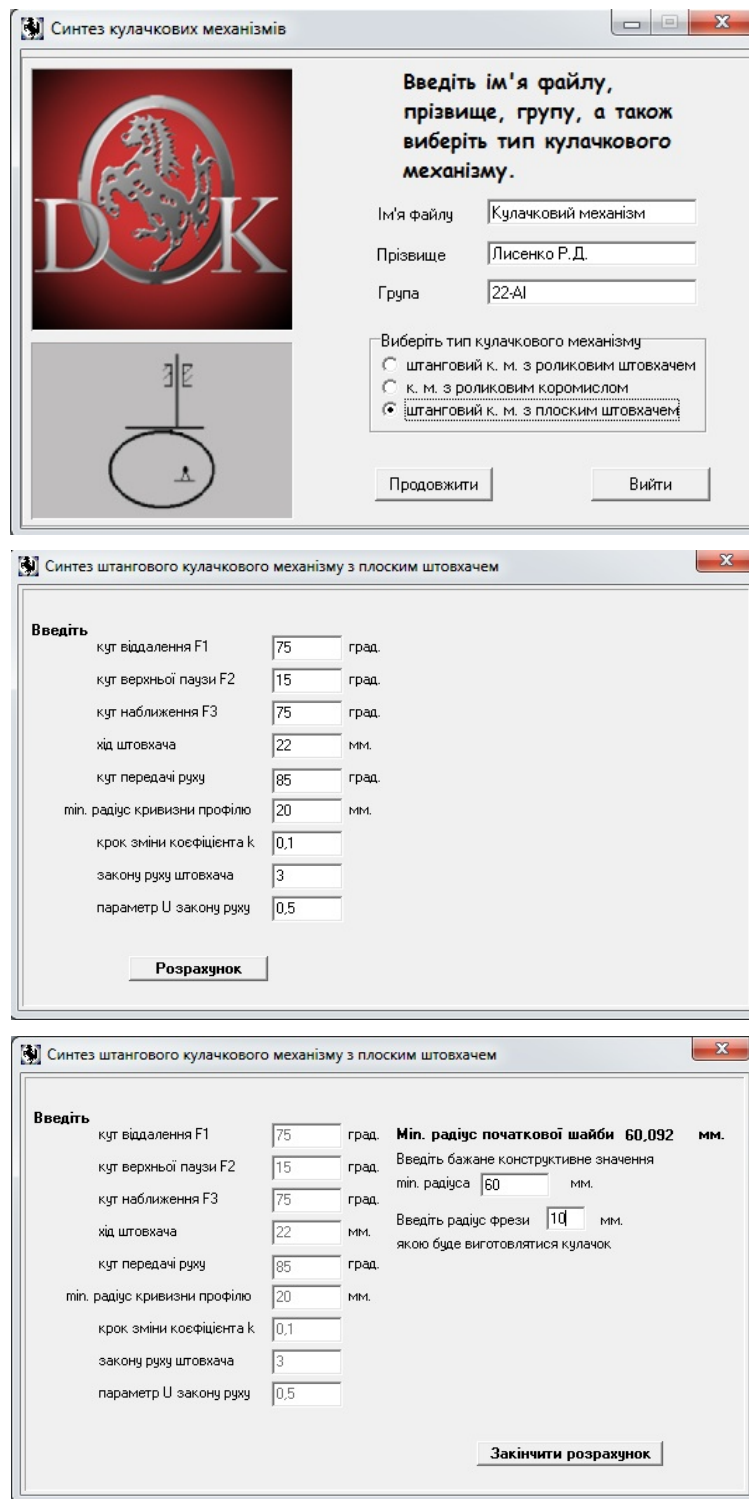 Синтез кулачкових механізмів
Введіть ім'я файлу,
прізвище, групу, а також
виберіть тип кулачкового
механізму.
DK
Ім'я файлу Кулачковий механізм
Прізвище Лисенко Р.Д.
Група 22-АІ
Виберіть тип кулачкового механізму
штанговий к. м. з роликовим штовхачем
к. м. з роликовим коромислом
штанговий к. м. з плоским штовхачем
Продовжити Вийти
Синтез штангового кулачкового механізму з плоским штовхачем
Введіть
кут віддалення F1 75 град.
кут верхньої паузи F2 15 град.
кут наближення F3 75 град.
хід штовхача 22 мм.
кут передачі руху 85 град.
min. радіус кривизни профілю 20 мм.
крок зміни коефіцієнта k 0,1
закону руху штовхача 3
параметр U закону руху 0,5
Розрахунок
Синтез штангового кулачкового механізму з плоским штовхачем
Введіть
кут віддалення F1 75 град.
кут верхньої паузи F2 15 град.
кут наближення F3 75 град.
хід штовхача 22 мм.
кут передачі руху 85 град.
min. радіус кривизни профілю 20 мм.
крок зміни коефіцієнта k 0,1
закону руху штовхача 3
параметр U закону руху 0,5
Min. радіус початкової шайби 60,092 мм.
Введіть бажане конструктивне значення
min. радіуса 60 мм.
Введіть радіус фрези 10 мм.
якою буде виготовлятися кулачок
Закінчити розрахунок